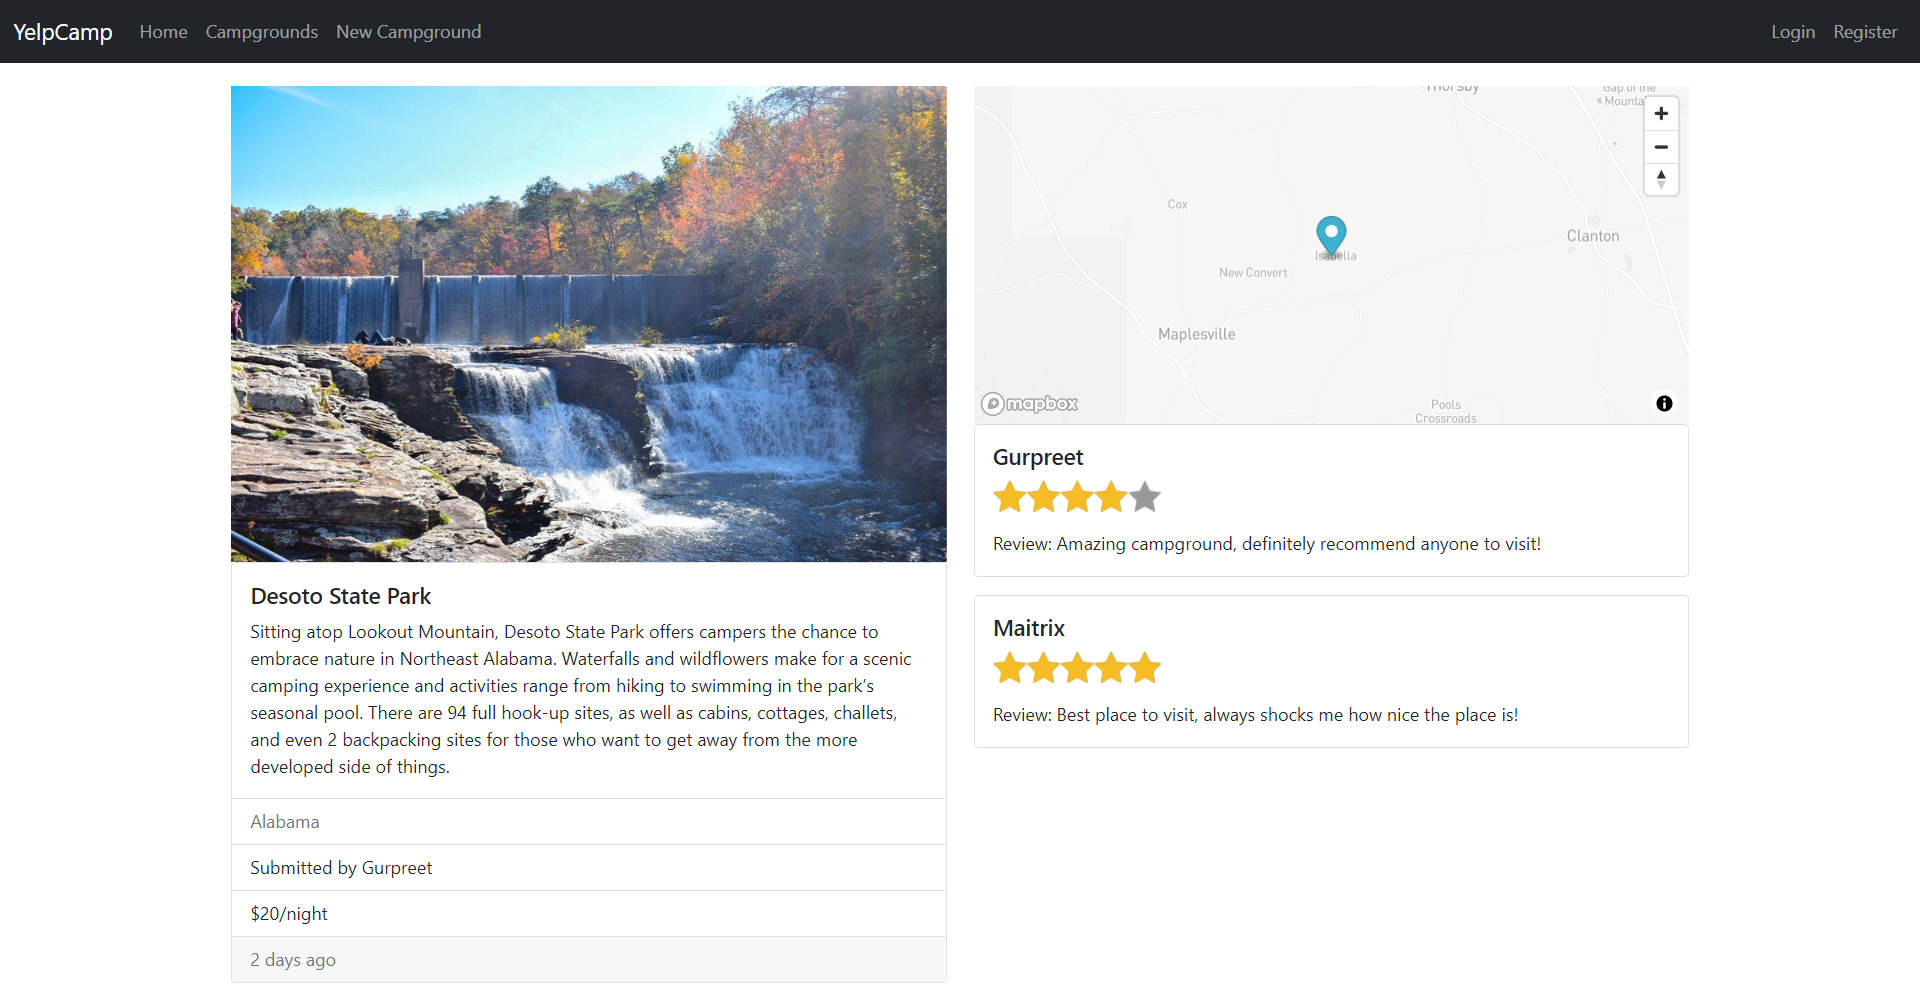 YelpCamp Home Campgrounds New Campground Login Register
Desoto State Park
Sitting atop Lookout Mountain, Desoto State Park offers campers the chance to
embrace nature in Northeast Alabama. Waterfalls and wildflowers make for a scenic
camping experience and activities range from hiking to swimming in the park's
seasonal pool. There are 94 full hook-up sites, as well as cabins, cottages, challets,
and even 2 backpacking sites for those who want to get away from the more
developed side of things.
Alabama
Submitted by Gurpreet
$20/night
2 days ago
Thorsby
Gap of the
Mounta
Cox
Clanton
Isabella
New Convert
Maplesville
Pools
Crossroads
mapbox
Gurpreet
Review: Amazing campground, definitely recommend anyone to visit!
Maitrix
Review: Best place to visit, always shocks me how nice the place is!